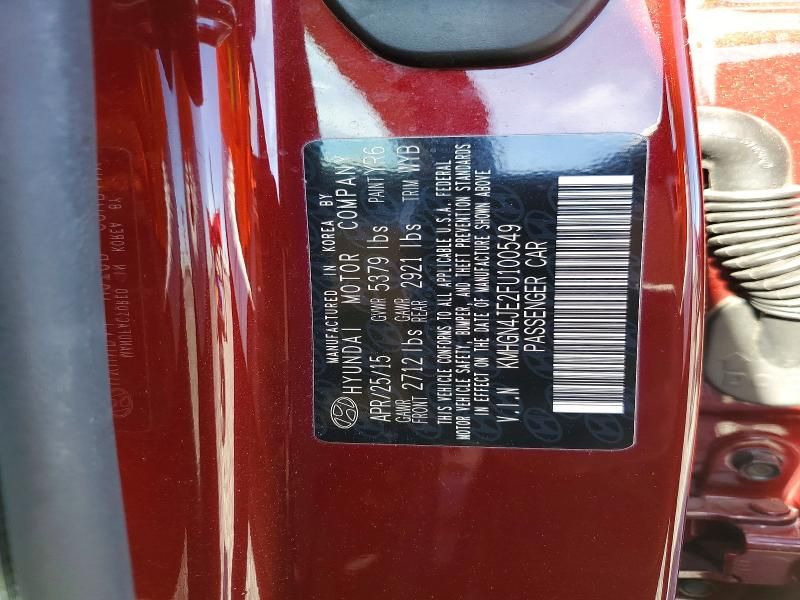 MANUFACTURED IN KOREA BY
HYUNDAI MOTOR COMPANY
APR/25/15 GVWR 5379 lbs PAINT VR6
GAWR FRONT 2712 lbs GAWR REAR 2921 lbs TRIM WYB
THIS VEHICLE CONFORMS TO ALL APPLICABLE U.S.A. FEDERAL
MOTOR VEHICLE SAFETY, BUMPER, AND THEFT PREVENTION STANDARDS
IN EFFECT ON THE DATE OF MANUFACTURE SHOWN ABOVE
V.I.N KMHGN4JE2FU100549
PASSENGER CAR